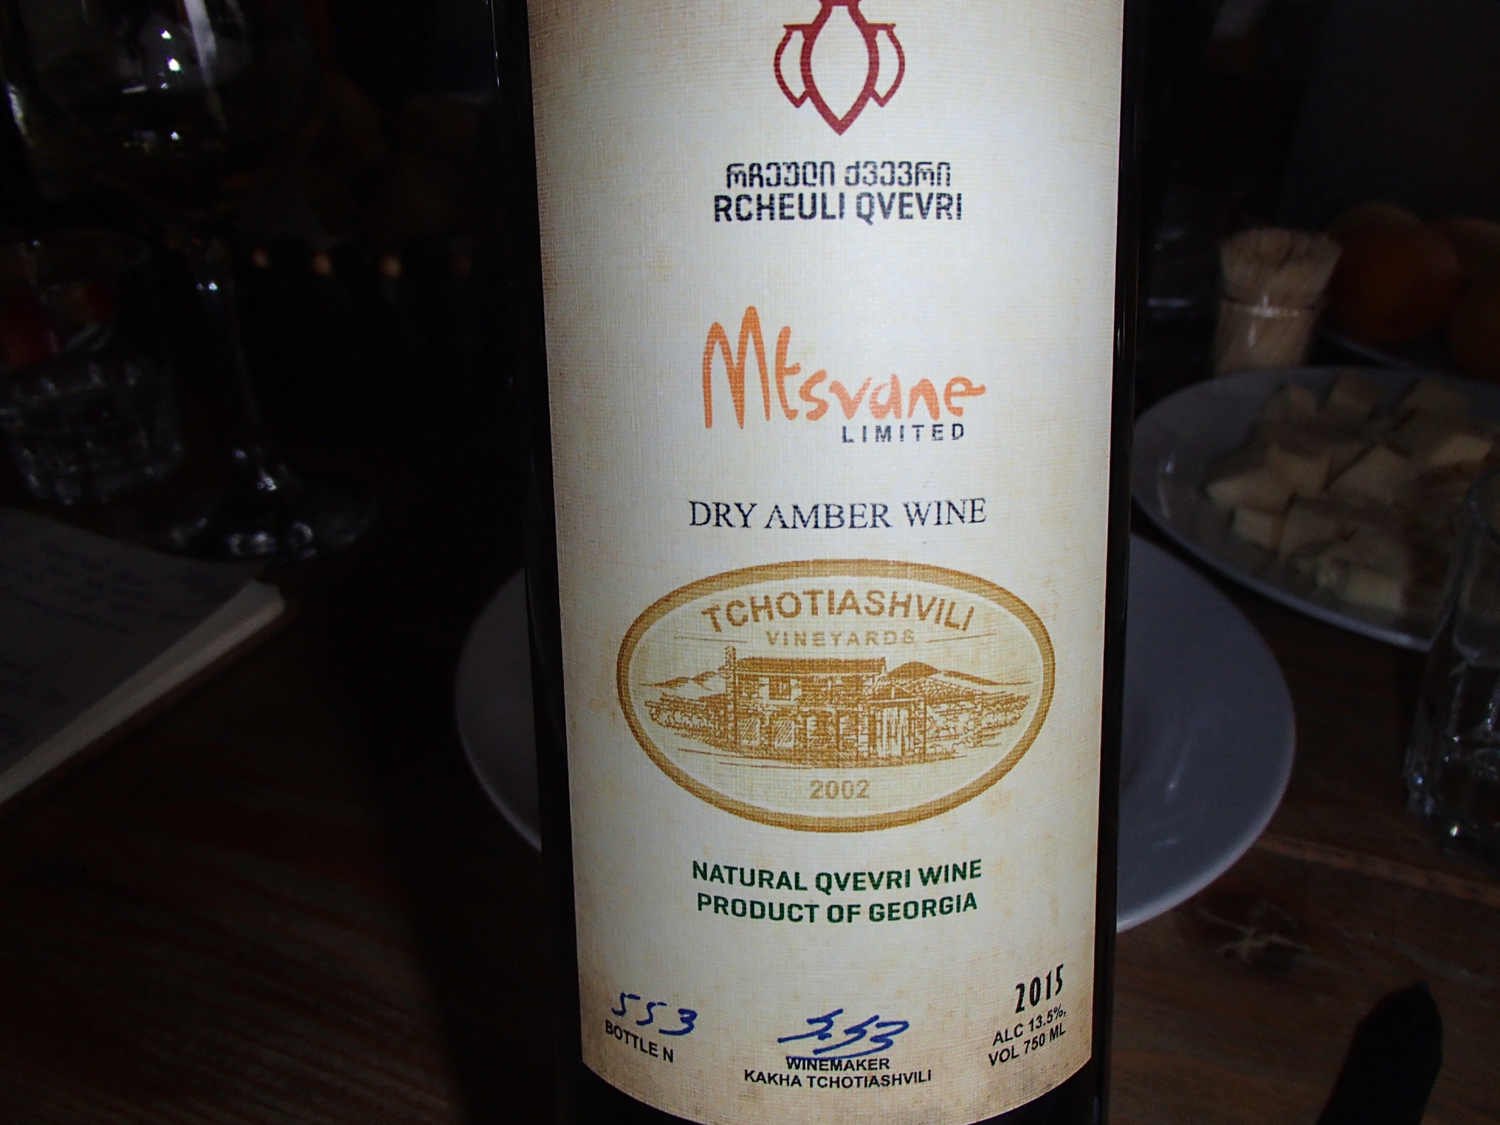 რჩეული ქვევრი
RCHEULI QVEVRI
Mtsvane
LIMITED
DRY AMBER WINE
TCHOTIASHVILI
VINEYARDS
2002
NATURAL QVEVRI WINE
PRODUCT OF GEORGIA
553
BOTTLE N
WINEMAKER
KAKHA TCHOTIASHVILI
2015
ALC 13.5%,
VOL 750 ML